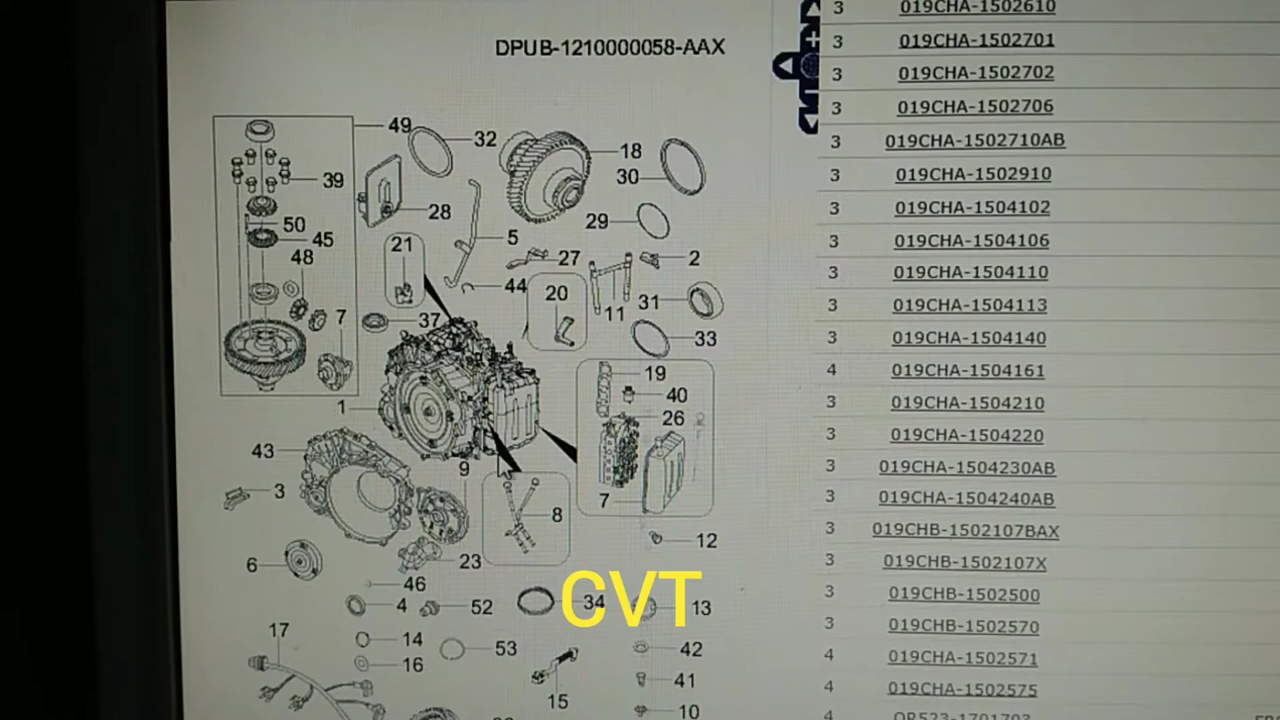 DPUB-1210000058-AAX
49
32
18
30
39
28
29
50
45
21
5
27
2
48
44
20
11
31
7
37
33
19
40
1
26
43
9
3
7
8
12
6
23
46
34
13
4
52
17
14
53
42
16
41
15
10
CVT
3 019CHA-1502610
3 019CHA-1502701
3 019CHA-1502702
3 019CHA-1502706
3 019CHA-1502710AB
3 019CHA-1502910
3 019CHA-1504102
3 019CHA-1504106
3 019CHA-1504110
3 019CHA-1504113
3 019CHA-1504140
4 019CHA-1504161
3 019CHA-1504210
3 019CHA-1504220
3 019CHA-1504230AB
3 019CHA-1504240AB
3 019CHB-1502107BAX
3 019CHB-1502107X
3 019CHB-1502500
3 019CHB-1502570
4 019CHA-1502571
4 019CHA-1502575
4 QR523-1701703